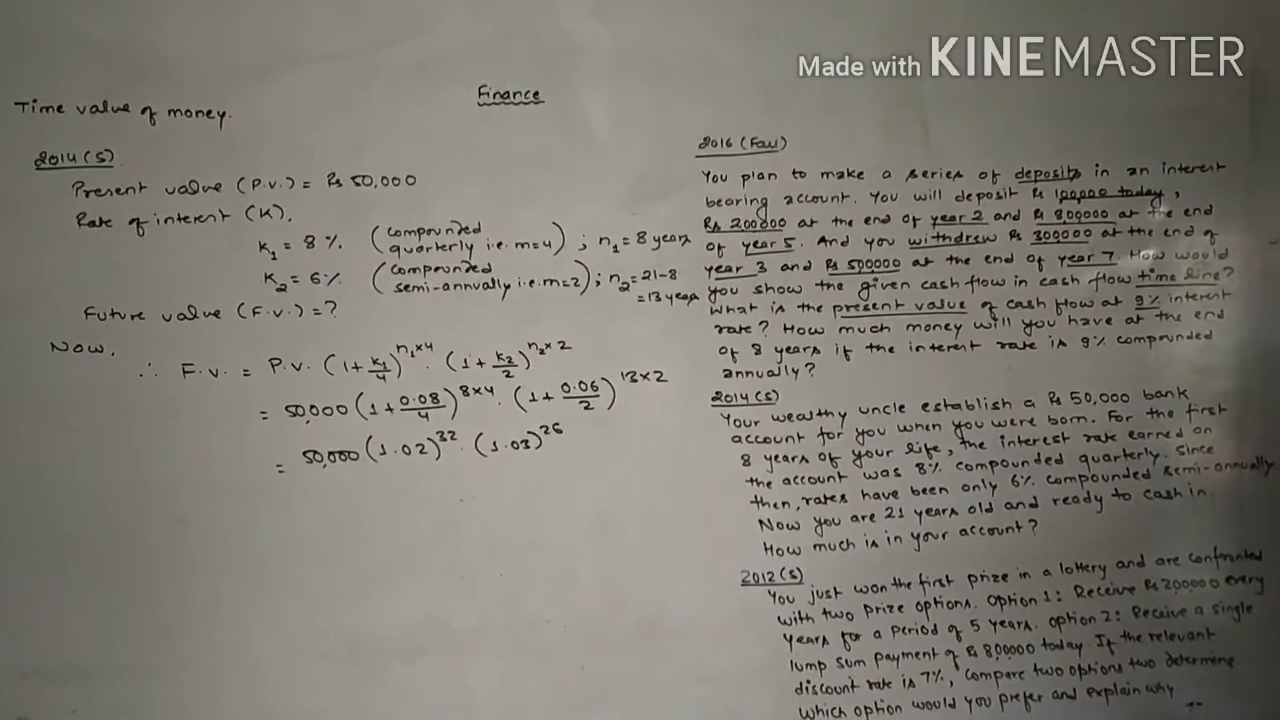 Made with KINEMASTER
Finance
Time value of money.
2014 (S)
Present value (P.V.) = Rs 50,000
Rate of interest (K).
K₁ = 8 % (compounded quarterly i.e. m=4) ; n₁ = 8 years
K₂ = 6% (compounded semi-annually i.e. m=2) ; n₂ = 21-8
= 13 years
Future value (F.V.) = ?
Now,
∴ F.V. = P.V. (1 + K₁/4)^n₁×4 . (1 + K₂/2)^n₂×2
= 50,000 (1 + 0.08/4)^8×4 . (1 + 0.06/2)^13×2
= 50,000 (1.02)^32 . (1.03)^26
2016 (Fall)
You plan to make a series of deposits in an interest
bearing account. You will deposit Rs 100000 today,
Rs 200000 at the end of year 2 and Rs 800000 at the end
of year 5. And you withdrew Rs 300000 at the end of
year 3 and Rs 500000 at the end of year 7. How would
you show the given cash flow in cash flow time line?
What is the present value of cash flow at 9% interest
rate? How much money will you have at the end
of 8 years if the interest rate is 9% compounded
annually?
2014 (S)
Your wealthy uncle establish a Rs 50,000 bank
account for you when you were born. For the first
8 years of your life, the interest rate earned on
the account was 8% compounded quarterly. Since
then, rates have been only 6% compounded semi-annually
Now you are 21 years old and ready to cash in.
How much is in your account?
2012 (S)
You just won the first prize in a lottery and are confronted
with two prize options. Option 1: Receive Rs 200000 every
years for a period of 5 years. Option 2: Receive a single
lump sum payment of Rs 800000 today. If the relevant
discount rate is 7%, compare two options two determine
which option would you prefer and explain why